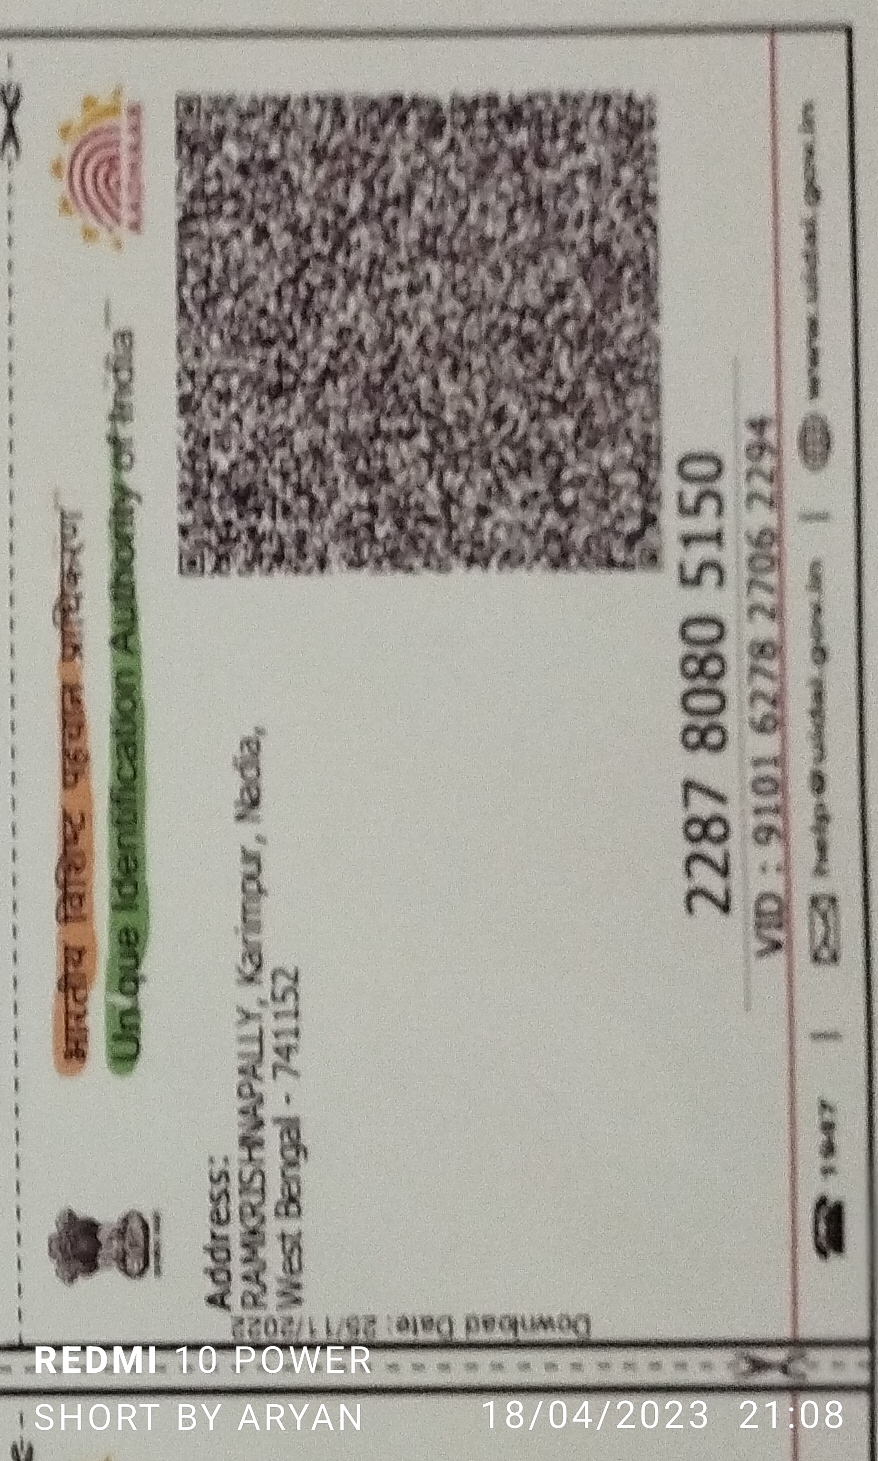 भारतीय विशिष्ट पहचान प्राधिकरण
Unique Identification Authority of India
AADHAAR
Address:
RAMKRISHNAPALLY, Karimpur, Nadia,
West Bengal - 741152
Download Date: 25/11/2022
2287 8080 5150
VID : 9101 6278 2706 2294
1947 | help@uidai.gov.in | www.uidai.gov.in
REDMI 10 POWER
SHORT BY ARYAN 18/04/2023 21:08